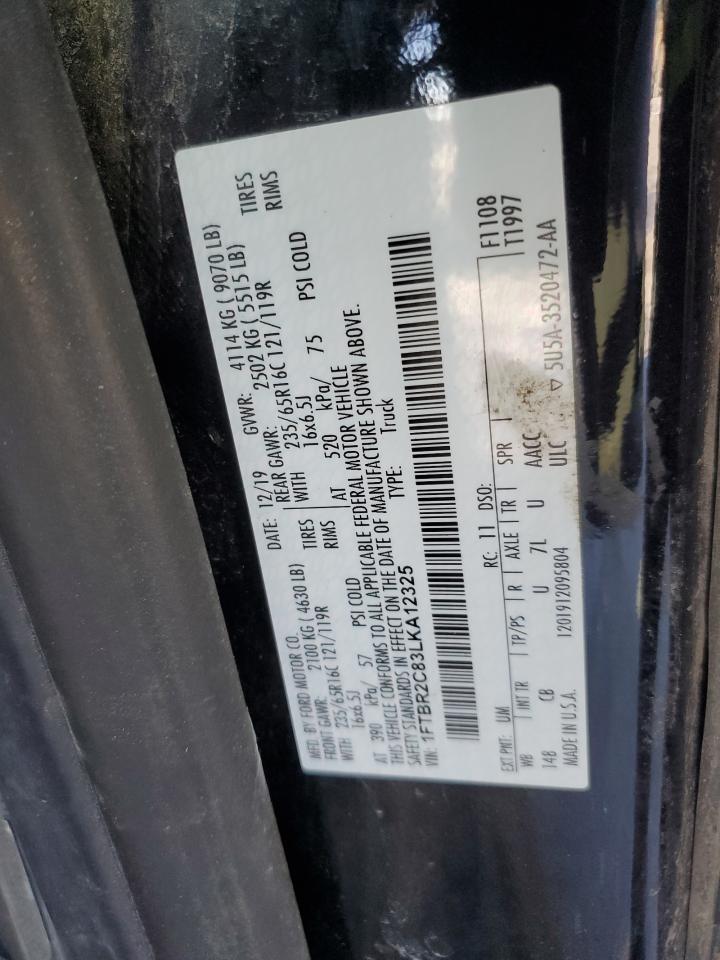 MFD. BY FORD MOTOR CO. DATE: 12/19 GVWR: 4114 KG ( 9070 LB)
FRONT GAWR: 2100 KG ( 4630 LB) REAR GAWR: 2502 KG ( 5515 LB)
WITH 235/65R16C 121/119R TIRES WITH 235/65R16C 121/119R TIRES
16x6.5J RIMS 16x6.5J RIMS
AT 390 kPa/ 57 PSI COLD AT 520 kPa/ 75 PSI COLD
THIS VEHICLE CONFORMS TO ALL APPLICABLE FEDERAL MOTOR VEHICLE
SAFETY STANDARDS IN EFFECT ON THE DATE OF MANUFACTURE SHOWN ABOVE.
VIN: 1FTBR2C83LKA12325 TYPE: Truck
EXT PNT: UM RC: 11 DSO: F1108
WB INT TR TP/PS R AXLE TR SPR T1997
148 CB U 7L U AACC
MADE IN U.S.A. 1201912095804 ULC ▽ 5U5A-3520472-AA